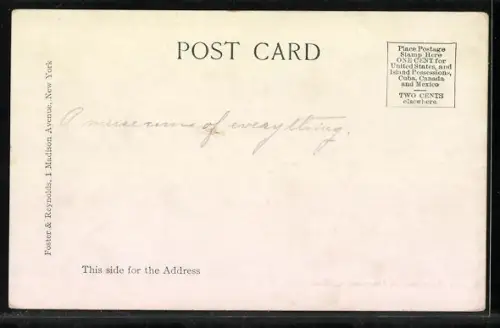 POST CARD
Place Postage
Stamp Here
ONE CENT for
United States, and
Island Possessions,
Cuba, Canada
and Mexico
TWO CENTS
elsewhere.
Foster & Reynolds, 1 Madison Avenue, New York
A museum of everything.
This side for the Address